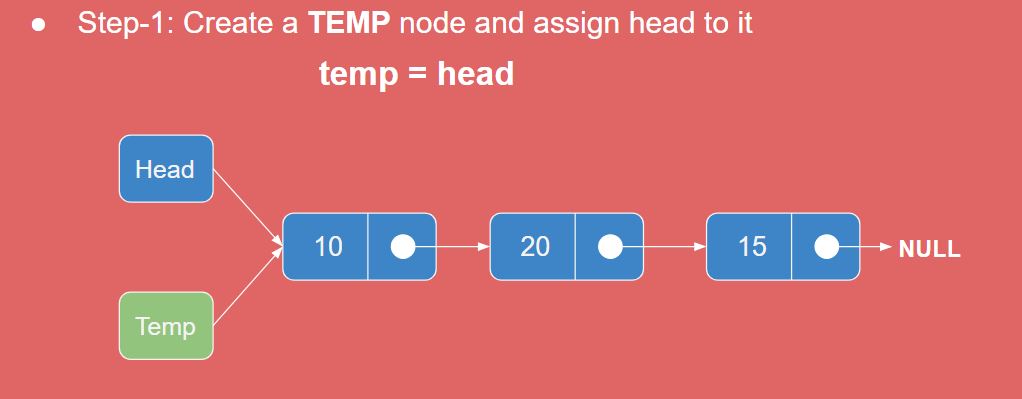 ● Step-1: Create a TEMP node and assign head to it
temp = head
Head
10
20
15
NULL
Temp